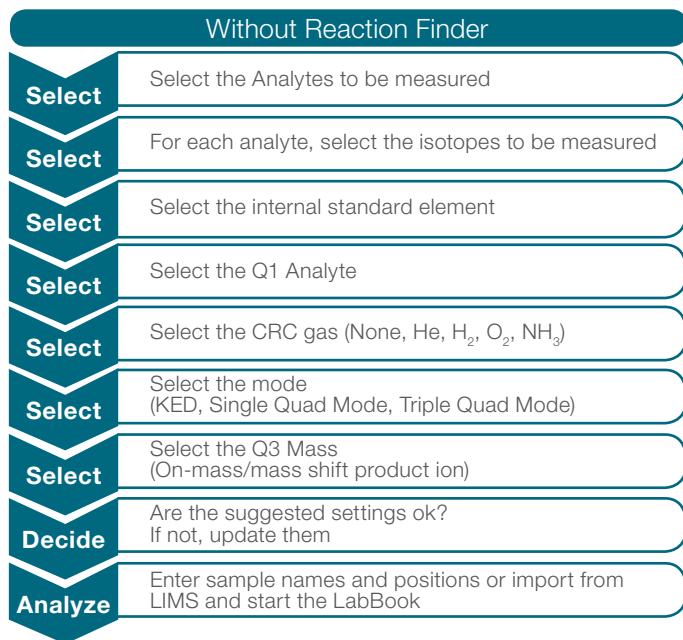 Without Reaction Finder
Select
Select the Analytes to be measured
Select
For each analyte, select the isotopes to be measured
Select
Select the internal standard element
Select
Select the Q1 Analyte
Select
Select the CRC gas (None, He, H₂, O₂, NH₃)
Select
Select the mode
(KED, Single Quad Mode, Triple Quad Mode)
Select
Select the Q3 Mass
(On-mass/mass shift product ion)
Decide
Are the suggested settings ok?
If not, update them
Analyze
Enter sample names and positions or import from
LIMS and start the LabBook